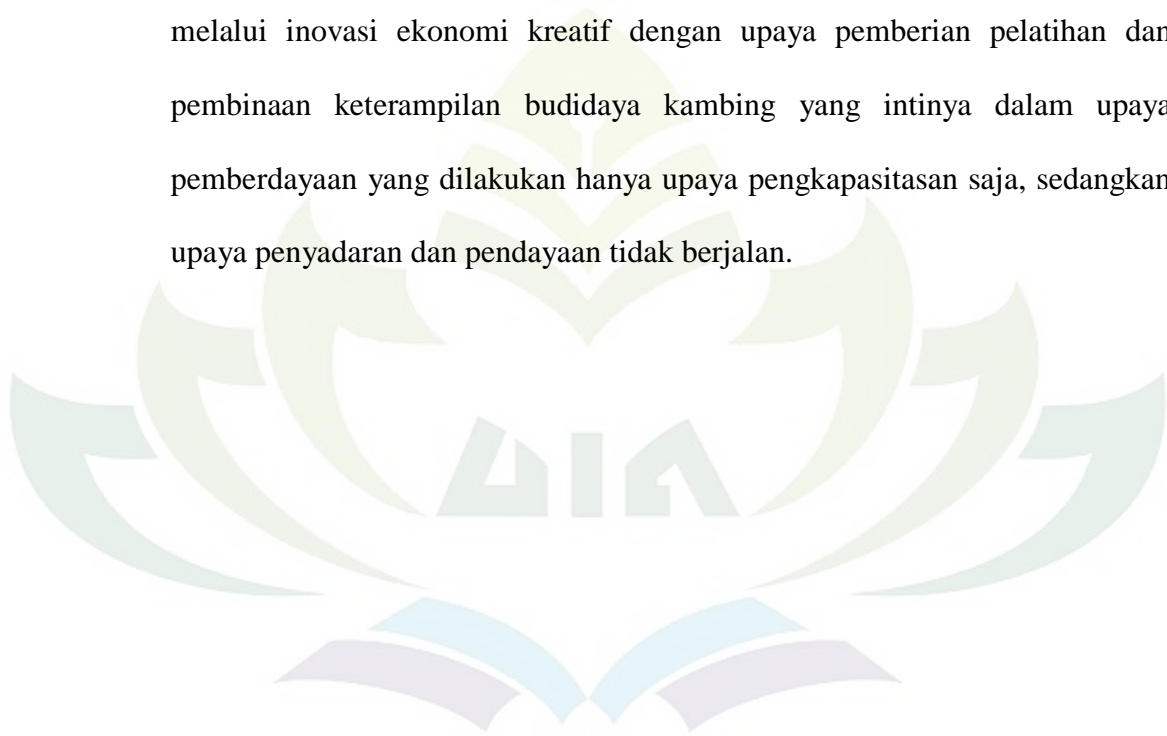 melalui inovasi ekonomi kreatif dengan upaya pemberian pelatihan dan
pembinaan keterampilan budidaya kambing yang intinya dalam upaya
pemberdayaan yang dilakukan hanya upaya pengkapasitasan saja, sedangkan
upaya penyadaran dan pendayaan tidak berjalan.
UIN